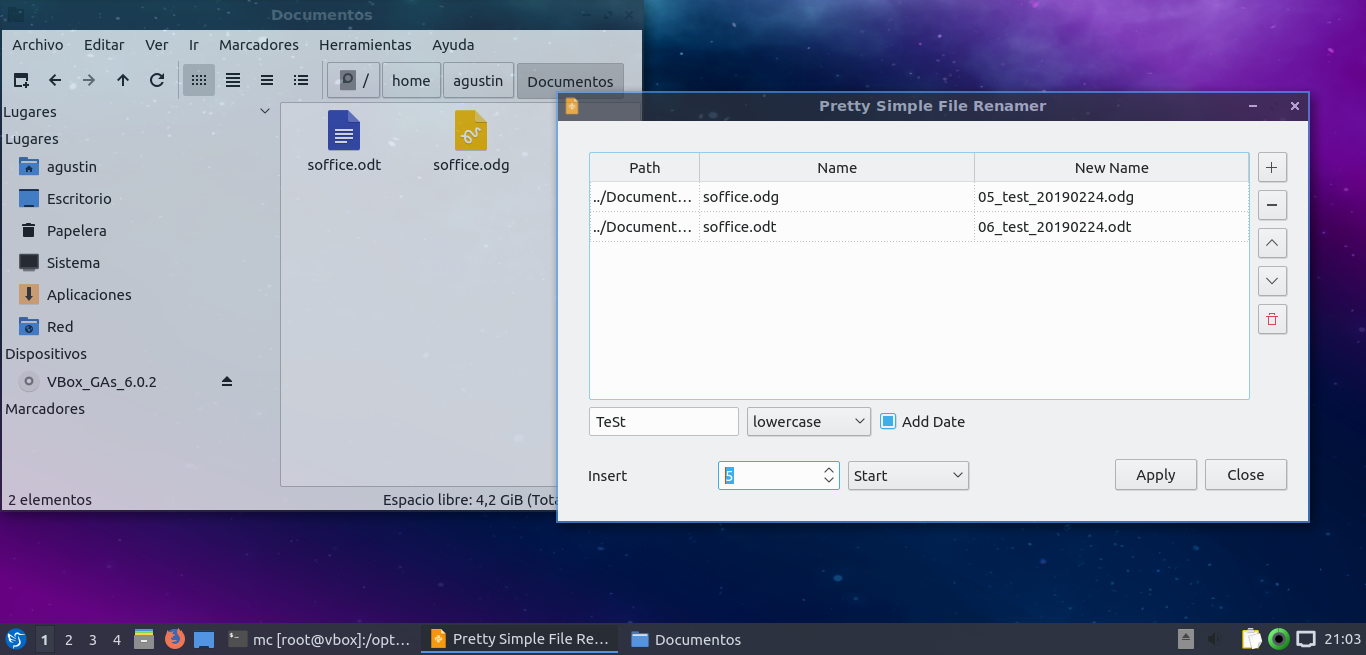 Documentos
Archivo Editar Ver Ir Marcadores Herramientas Ayuda
/ home agustin Documentos
Lugares
Lugares
agustin
Escritorio
Papelera
Sistema
Aplicaciones
Red
Dispositivos
VBox_GAs_6.0.2
Marcadores
soffice.odt soffice.odg
2 elementos Espacio libre: 4,2 GiB (Tota
Pretty Simple File Renamer
Path Name New Name
../Document... soffice.odg 05_test_20190224.odg
../Document... soffice.odt 06_test_20190224.odt
TeSt lowercase Add Date
Insert 5 Start Apply Close
1 2 3 4 mc [root@vbox]:/opt... Pretty Simple File Re... Documentos 21:03